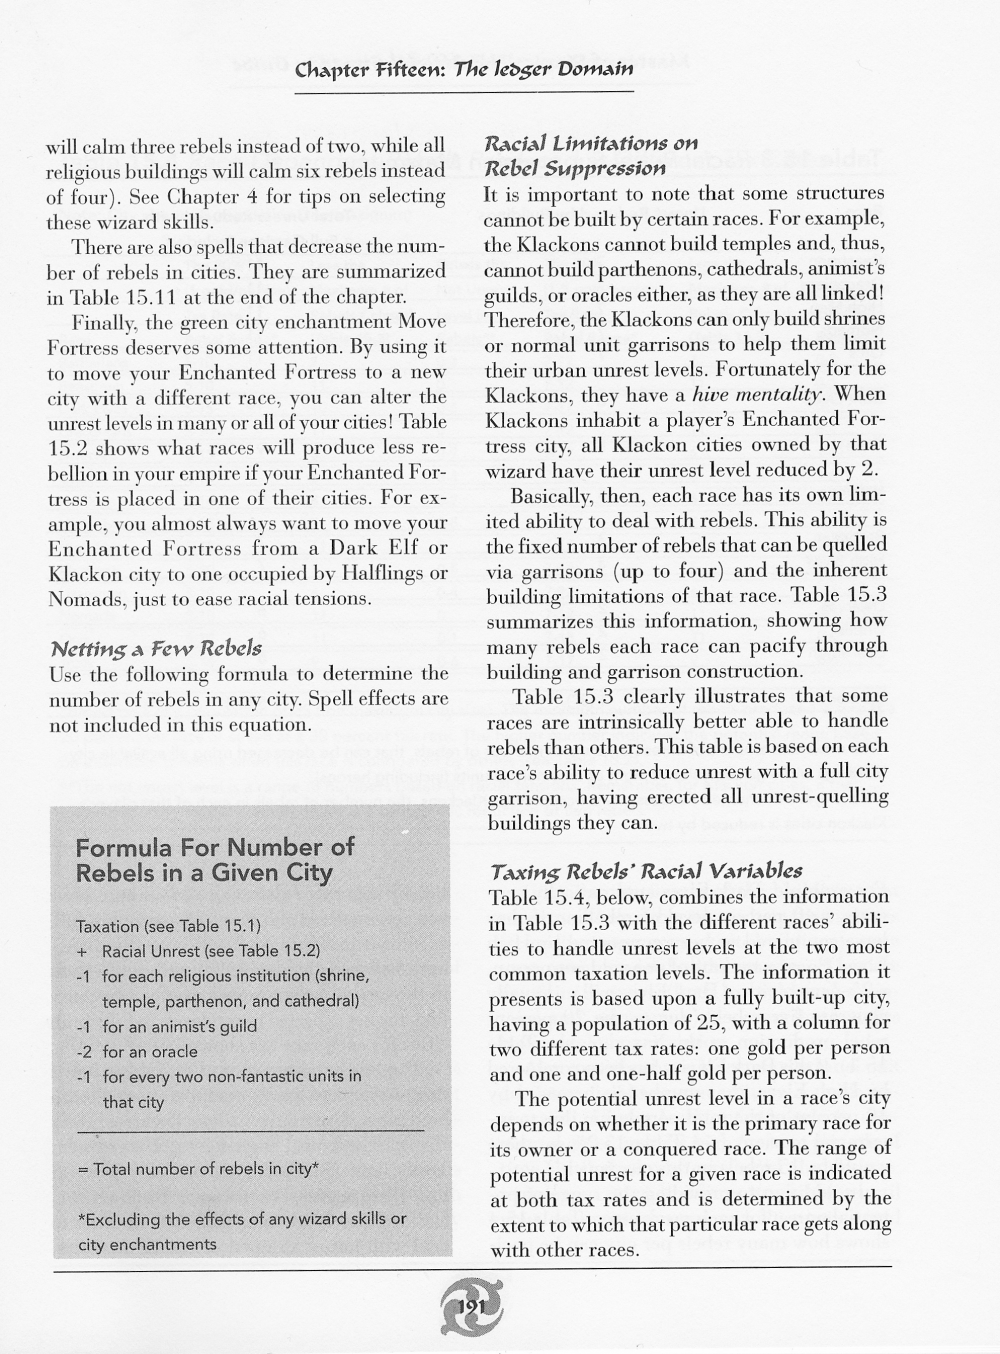 Chapter Fifteen: The ledger Domain
will calm three rebels instead of two, while all
religious buildings will calm six rebels instead
of four). See Chapter 4 for tips on selecting
these wizard skills.
There are also spells that decrease the num-
ber of rebels in cities. They are summarized
in Table 15.11 at the end of the chapter.
Finally, the green city enchantment Move
Fortress deserves some attention. By using it
to move your Enchanted Fortress to a new
city with a different race, you can alter the
unrest levels in many or all of your cities! Table
15.2 shows what races will produce less re-
bellion in your empire if your Enchanted For-
tress is placed in one of their cities. For ex-
ample, you almost always want to move your
Enchanted Fortress from a Dark Elf or
Klackon city to one occupied by Halflings or
Nomads, just to ease racial tensions.
Netting a Few Rebels
Use the following formula to determine the
number of rebels in any city. Spell effects are
not included in this equation.
Formula For Number of
Rebels in a Given City
Taxation (see Table 15.1)
+ Racial Unrest (see Table 15.2)
-1 for each religious institution (shrine,
temple, parthenon, and cathedral)
-1 for an animist's guild
-2 for an oracle
-1 for every two non-fantastic units in
that city
= Total number of rebels in city*
*Excluding the effects of any wizard skills or
city enchantments
Racial Limitations on
Rebel Suppression
It is important to note that some structures
cannot be built by certain races. For example,
the Klackons cannot build temples and, thus,
cannot build parthenons, cathedrals, animist's
guilds, or oracles either, as they are all linked!
Therefore, the Klackons can only build shrines
or normal unit garrisons to help them limit
their urban unrest levels. Fortunately for the
Klackons, they have a hive mentality. When
Klackons inhabit a player's Enchanted For-
tress city, all Klackon cities owned by that
wizard have their unrest level reduced by 2.
Basically, then, each race has its own lim-
ited ability to deal with rebels. This ability is
the fixed number of rebels that can be quelled
via garrisons (up to four) and the inherent
building limitations of that race. Table 15.3
summarizes this information, showing how
many rebels each race can pacify through
building and garrison construction.
Table 15.3 clearly illustrates that some
races are intrinsically better able to handle
rebels than others. This table is based on each
race's ability to reduce unrest with a full city
garrison, having erected all unrest-quelling
buildings they can.
Taxing Rebels' Racial Variables
Table 15.4, below, combines the information
in Table 15.3 with the different races' abili-
ties to handle unrest levels at the two most
common taxation levels. The information it
presents is based upon a fully built-up city,
having a population of 25, with a column for
two different tax rates: one gold per person
and one and one-half gold per person.
The potential unrest level in a race's city
depends on whether it is the primary race for
its owner or a conquered race. The range of
potential unrest for a given race is indicated
at both tax rates and is determined by the
extent to which that particular race gets along
with other races.
191